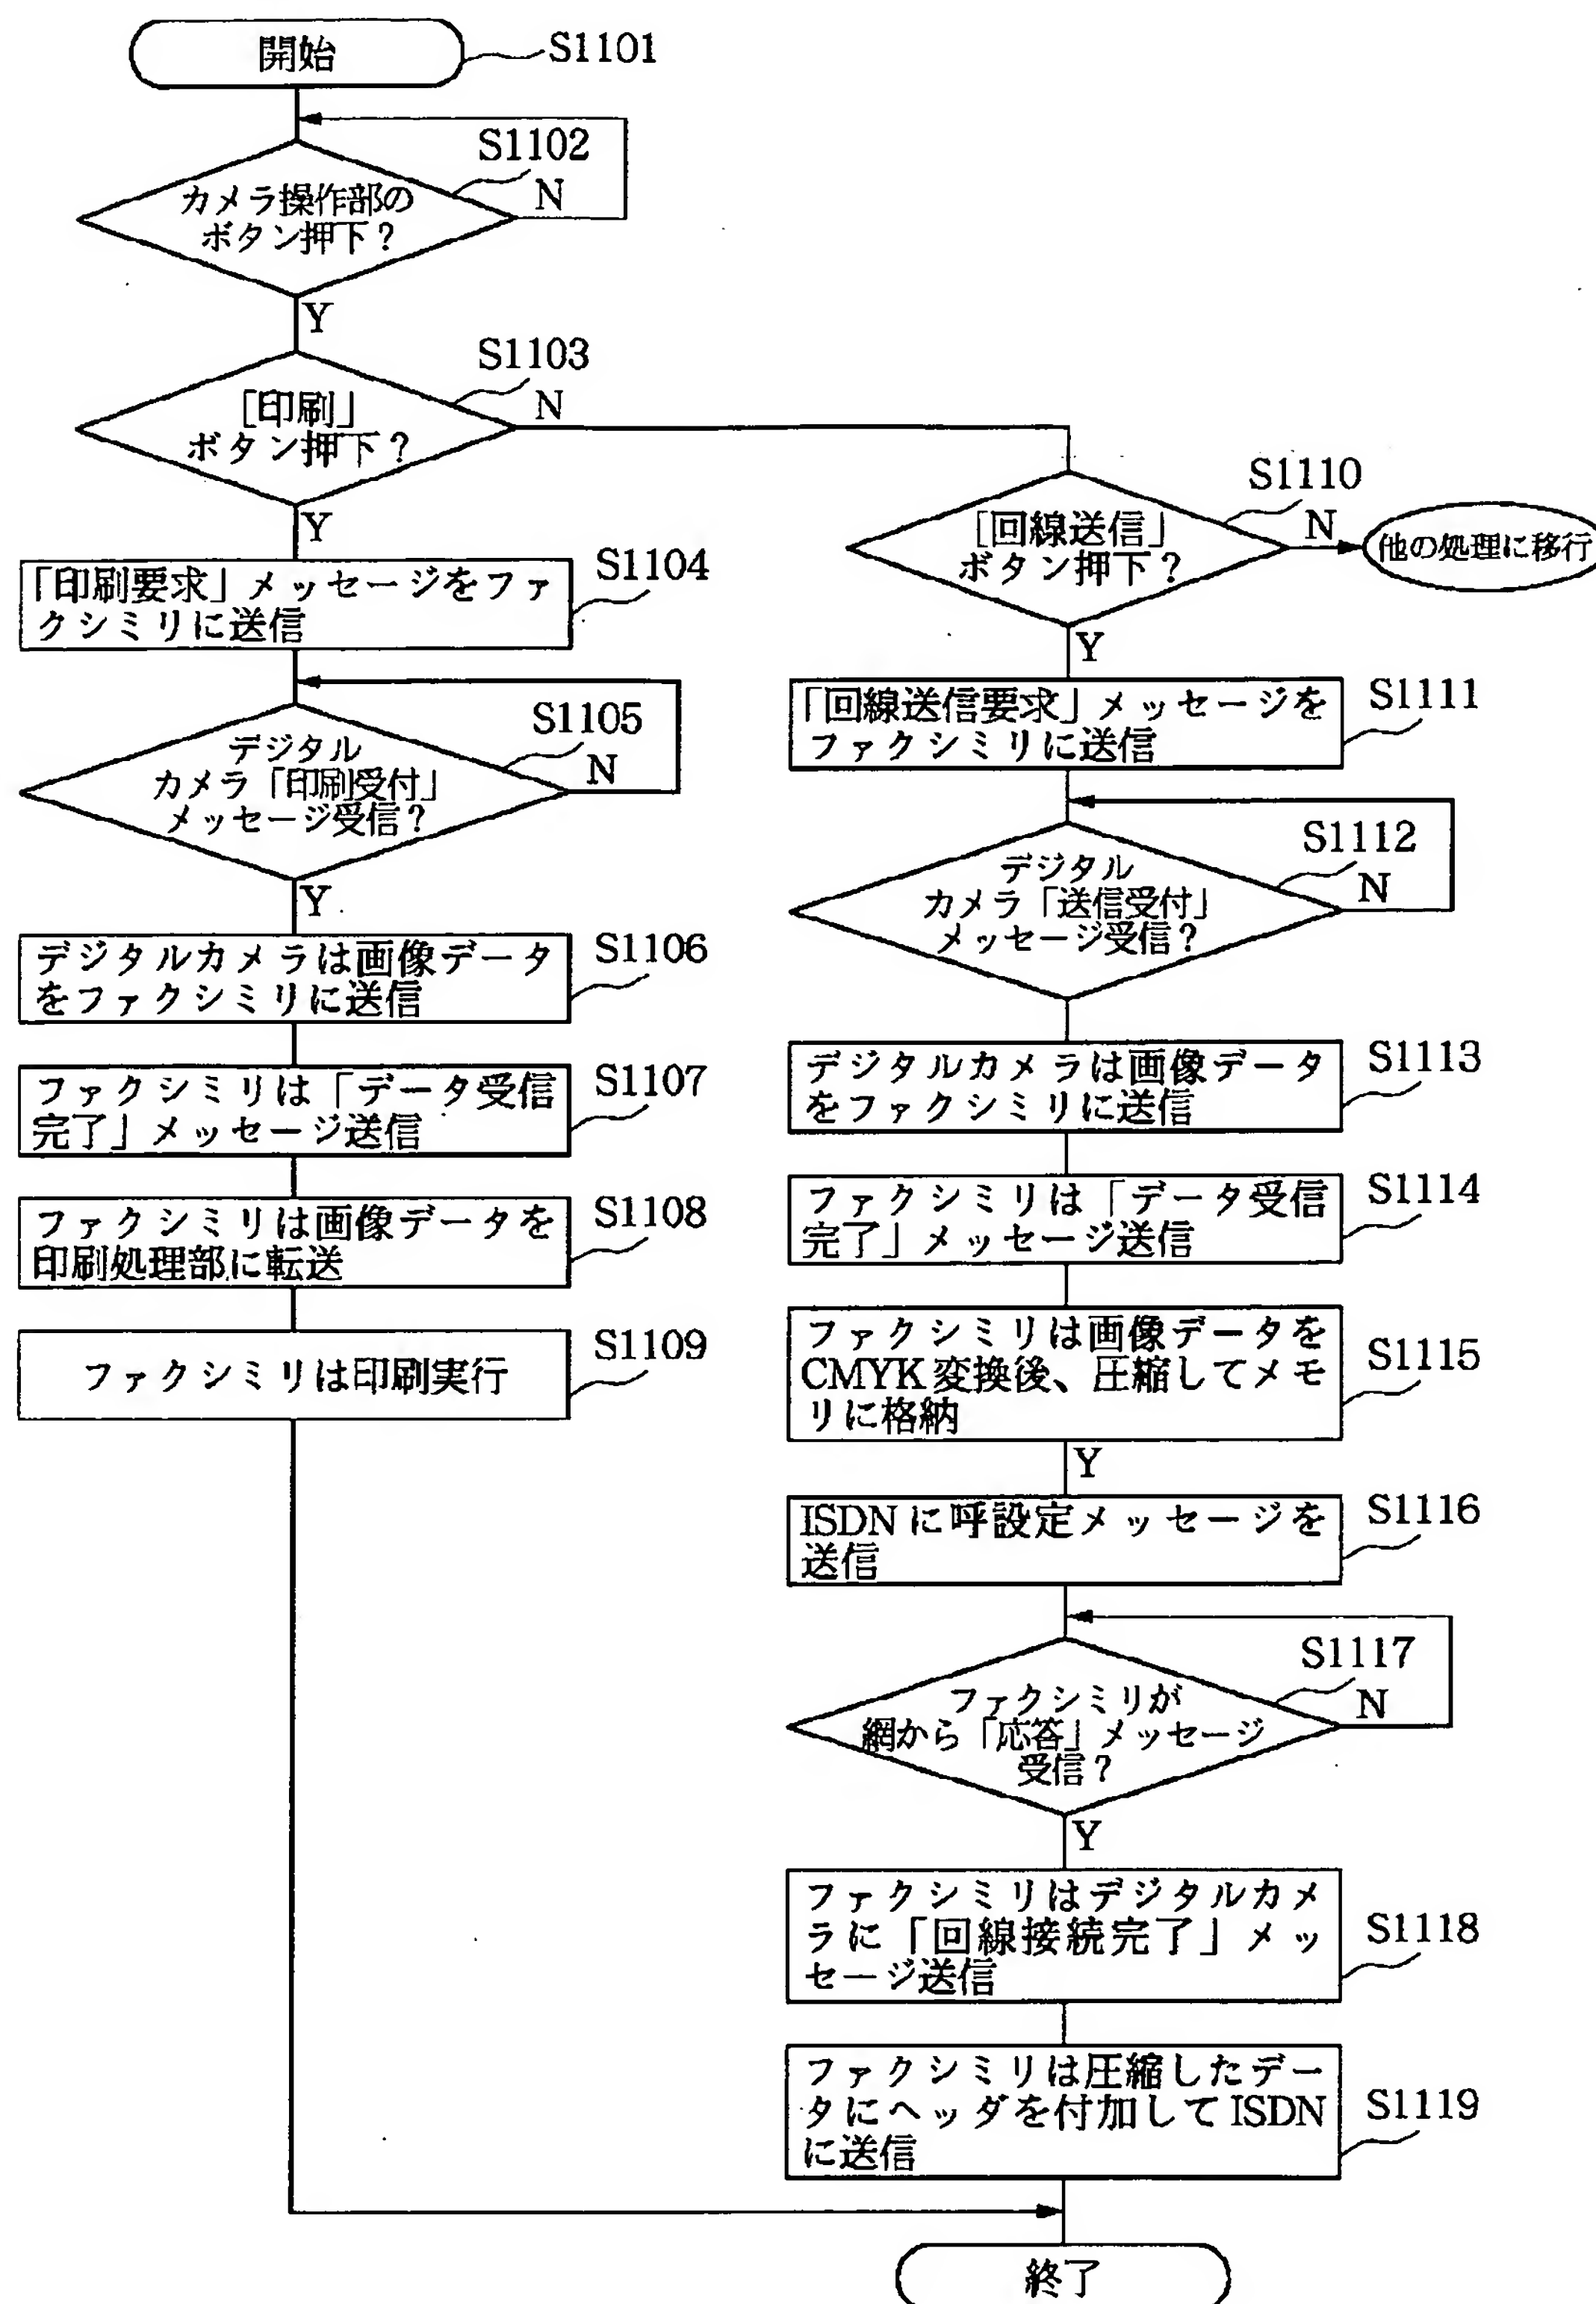 開始
S1101
S1102
カメラ操作部の
ボタン押下？
N
Y
S1103
[印刷」
ボタン押下？
N
Y
S1104
「印刷要求」メッセージをファ
クシミリに送信
S1105
デジタル
カメラ「印刷受付」
メッセージ受信？
N
Y
S1106
デジタルカメラは画像データ
をファクシミリに送信
S1107
ファクシミリは「データ受信
完了」メッセージ送信
S1108
ファクシミリは画像データを
印刷処理部に転送
S1109
ファクシミリは印刷実行
S1110
[回線送信」
ボタン押下？
N
他の処理に移行
Y
S1111
「回線送信要求」メッセージを
ファクシミリに送信
S1112
デジタル
カメラ「送信受付」
メッセージ受信？
N
S1113
デジタルカメラは画像データ
をファクシミリに送信
S1114
ファクシミリは「データ受信
完了」メッセージ送信
S1115
ファクシミリは画像データを
CMYK変換後、圧縮してメモ
リに格納
Y
S1116
ISDNに呼設定メッセージを
送信
S1117
ファクシミリが
網から「応答」メッセージ
受信？
N
Y
S1118
ファクシミリはデジタルカメ
ラに「回線接続完了」メッ
セージ送信
S1119
ファクシミリは圧縮したデー
タにヘッダを付加してISDN
に送信
終了